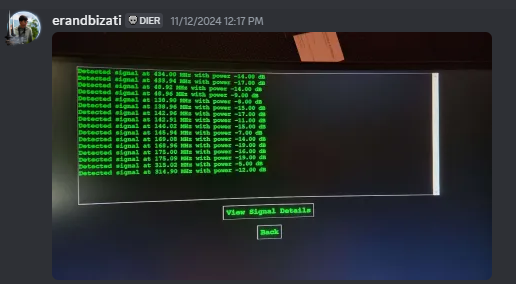 erandbizati DIER 11/12/2024 12:17 PM
Detected signal at 434.00 MHz with power -14.00 dB
Detected signal at 433.94 MHz with power -17.00 dB
Detected signal at 48.92 MHz with power -14.00 dB
Detected signal at 48.96 MHz with power -9.00 dB
Detected signal at 138.90 MHz with power -8.00 dB
Detected signal at 138.96 MHz with power -15.00 dB
Detected signal at 142.96 MHz with power -17.00 dB
Detected signal at 142.91 MHz with power -11.00 dB
Detected signal at 146.02 MHz with power -15.00 dB
Detected signal at 145.94 MHz with power -7.00 dB
Detected signal at 169.08 MHz with power -14.00 dB
Detected signal at 168.96 MHz with power -19.00 dB
Detected signal at 175.00 MHz with power -16.00 dB
Detected signal at 175.09 MHz with power -19.00 dB
Detected signal at 315.02 MHz with power -5.00 dB
Detected signal at 314.90 MHz with power -12.00 dB
View Signal Details
Back